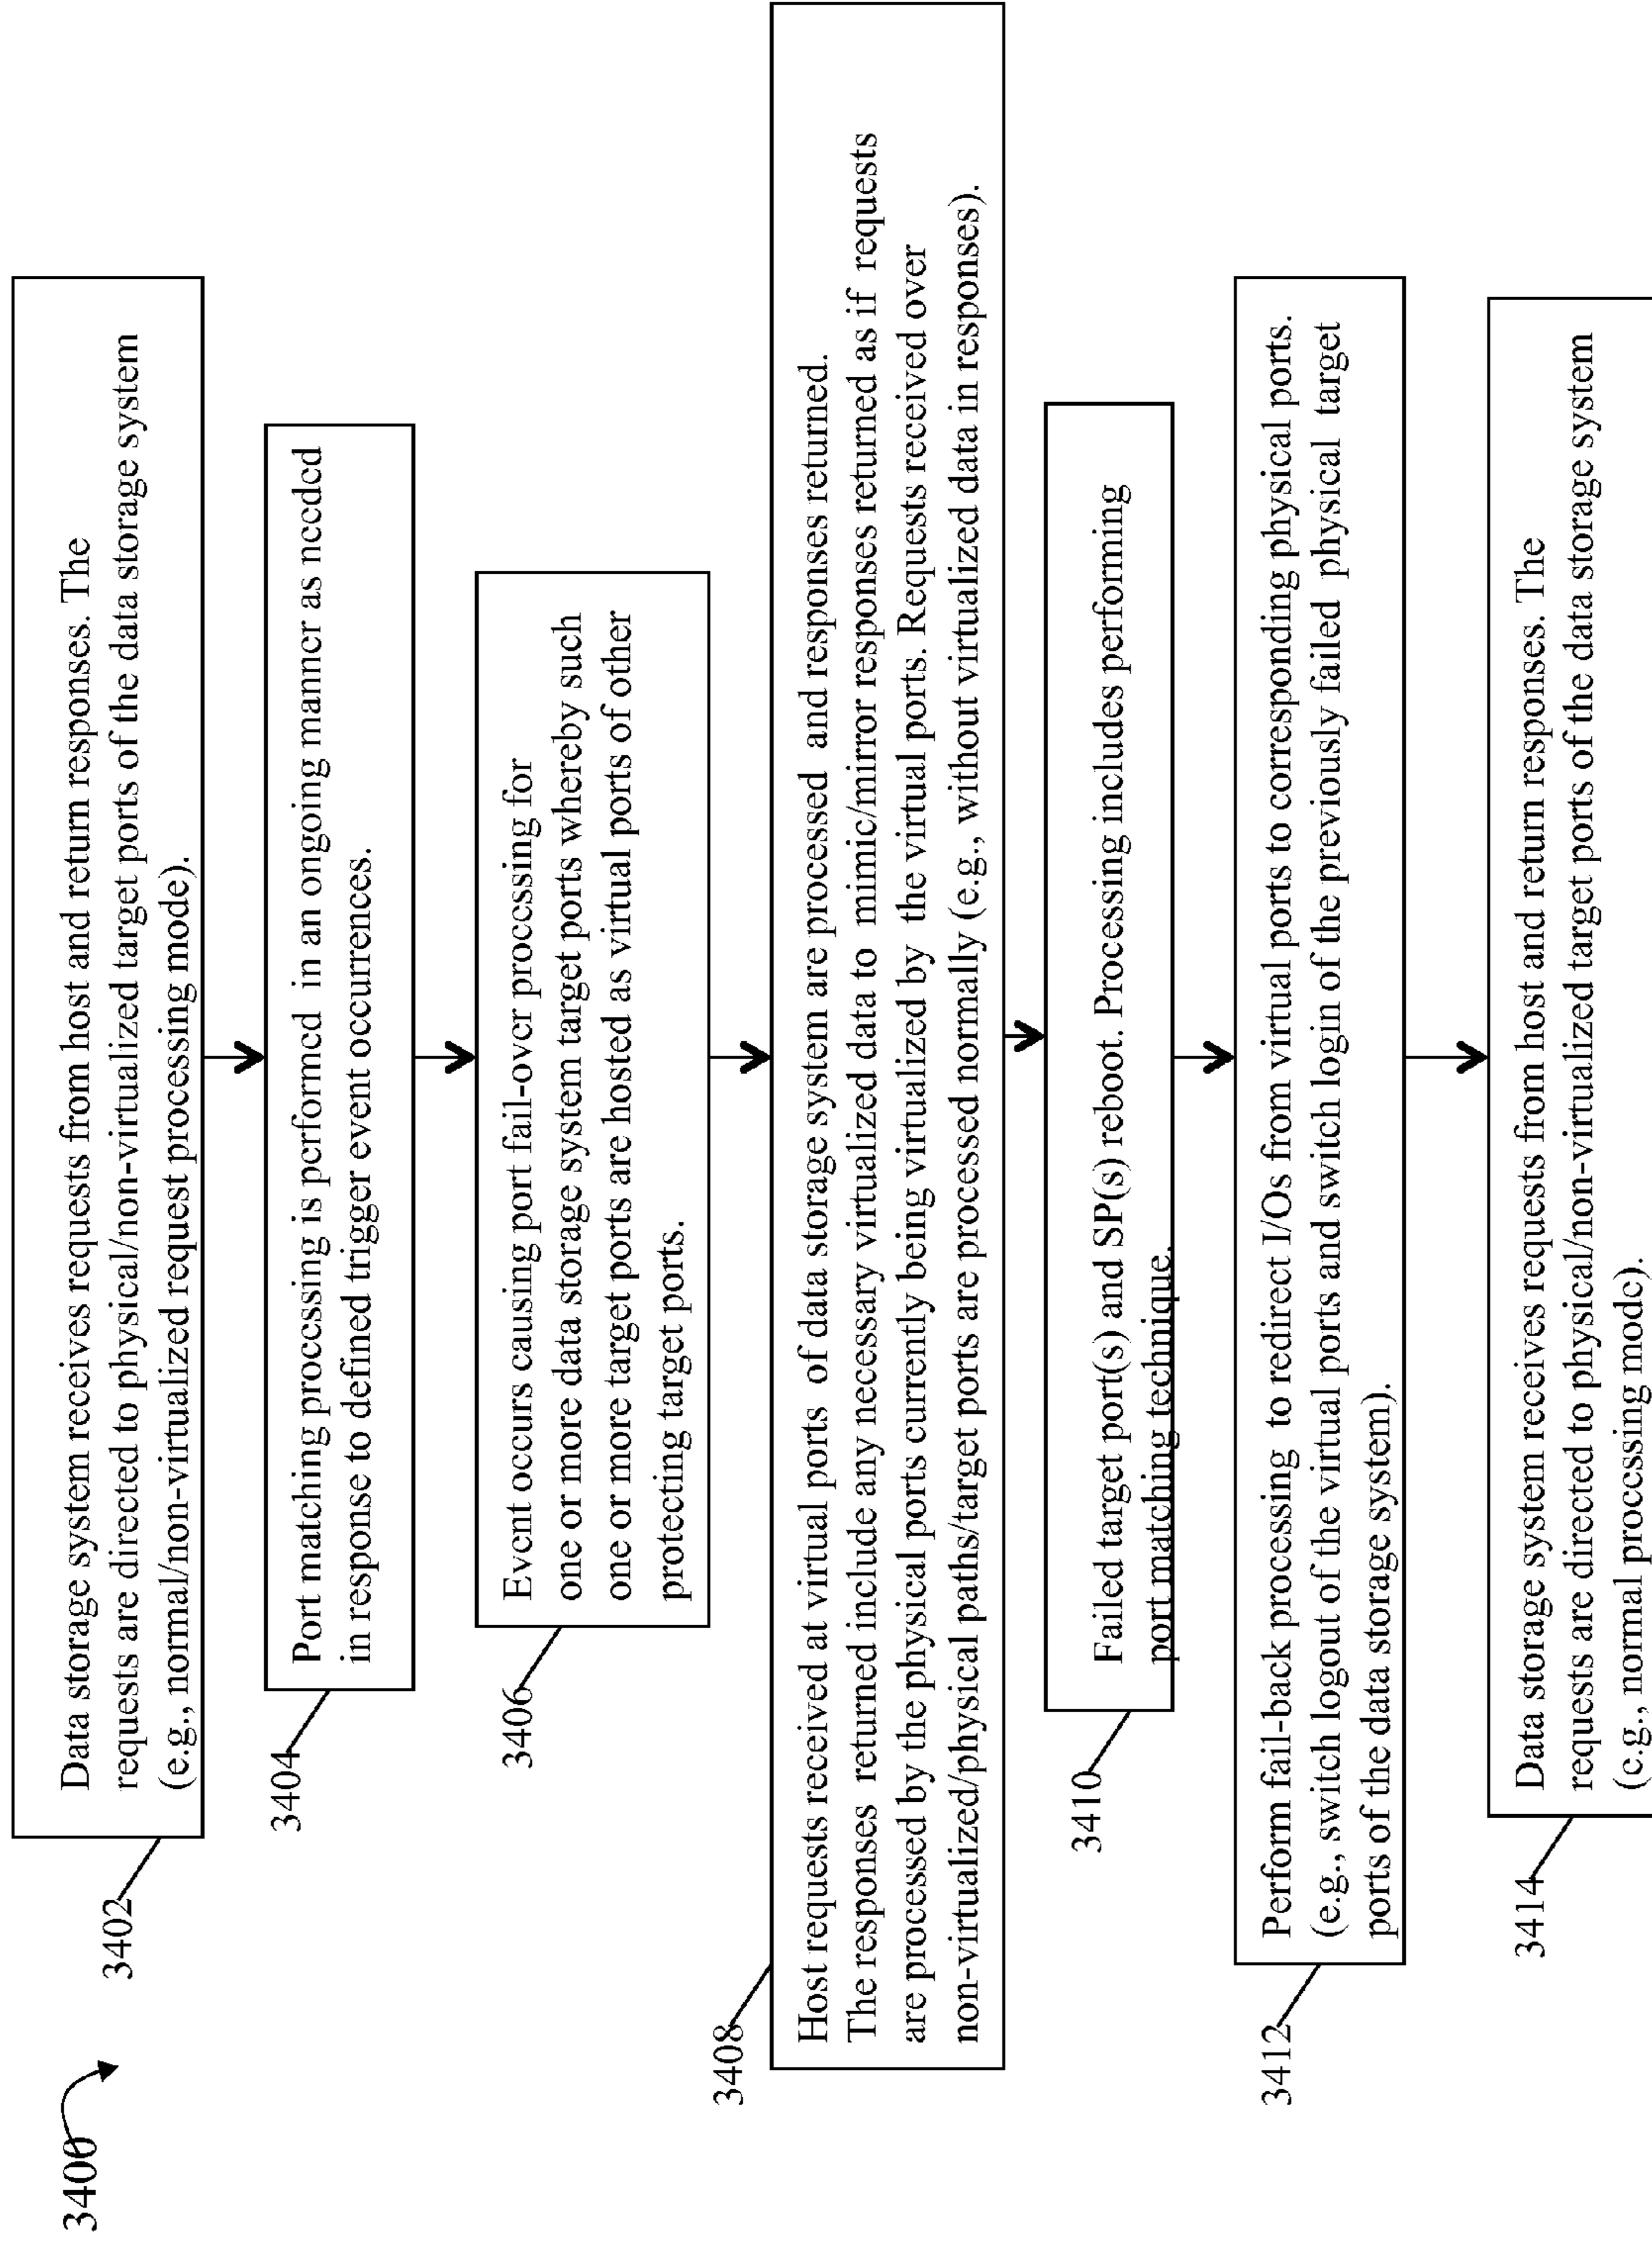 3400
3402
Data storage system receives requests from host and return responses. The
requests are directed to physical/non-virtualized target ports of the data storage system
(e.g., normal/non-virtualized request processing mode).
3404
Port matching processing is performed in an ongoing manner as needed
in response to defined trigger event occurrences.
3406
Event occurs causing port fail-over processing for
one or more data storage system target ports whereby such
one or more target ports are hosted as virtual ports of other
protecting target ports.
3408
Host requests received at virtual ports of data storage system are processed and responses returned.
The responses returned include any necessary virtualized data to mimic/mirror responses returned as if requests
are processed by the physical ports currently being virtualized by the virtual ports. Requests received over
non-virtualized/physical paths/target ports are processed normally (e.g., without virtualized data in responses).
3410
Failed target port(s) and SP(s) reboot. Processing includes performing
port matching technique.
3412
Perform fail-back processing to redirect I/Os from virtual ports to corresponding physical ports.
(e.g., switch logout of the virtual ports and switch login of the previously failed physical target
ports of the data storage system).
3414
Data storage system receives requests from host and return responses. The
requests are directed to physical/non-virtualized target ports of the data storage system
(e.g., normal processing mode).